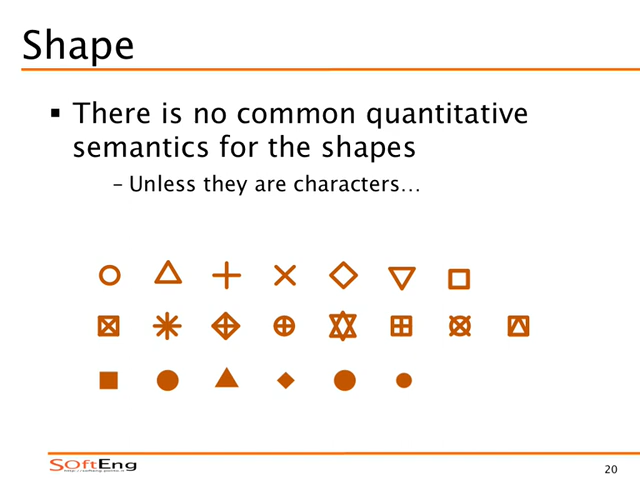 Shape
▪ There is no common quantitative
semantics for the shapes
– Unless they are characters…
SOftEng
20